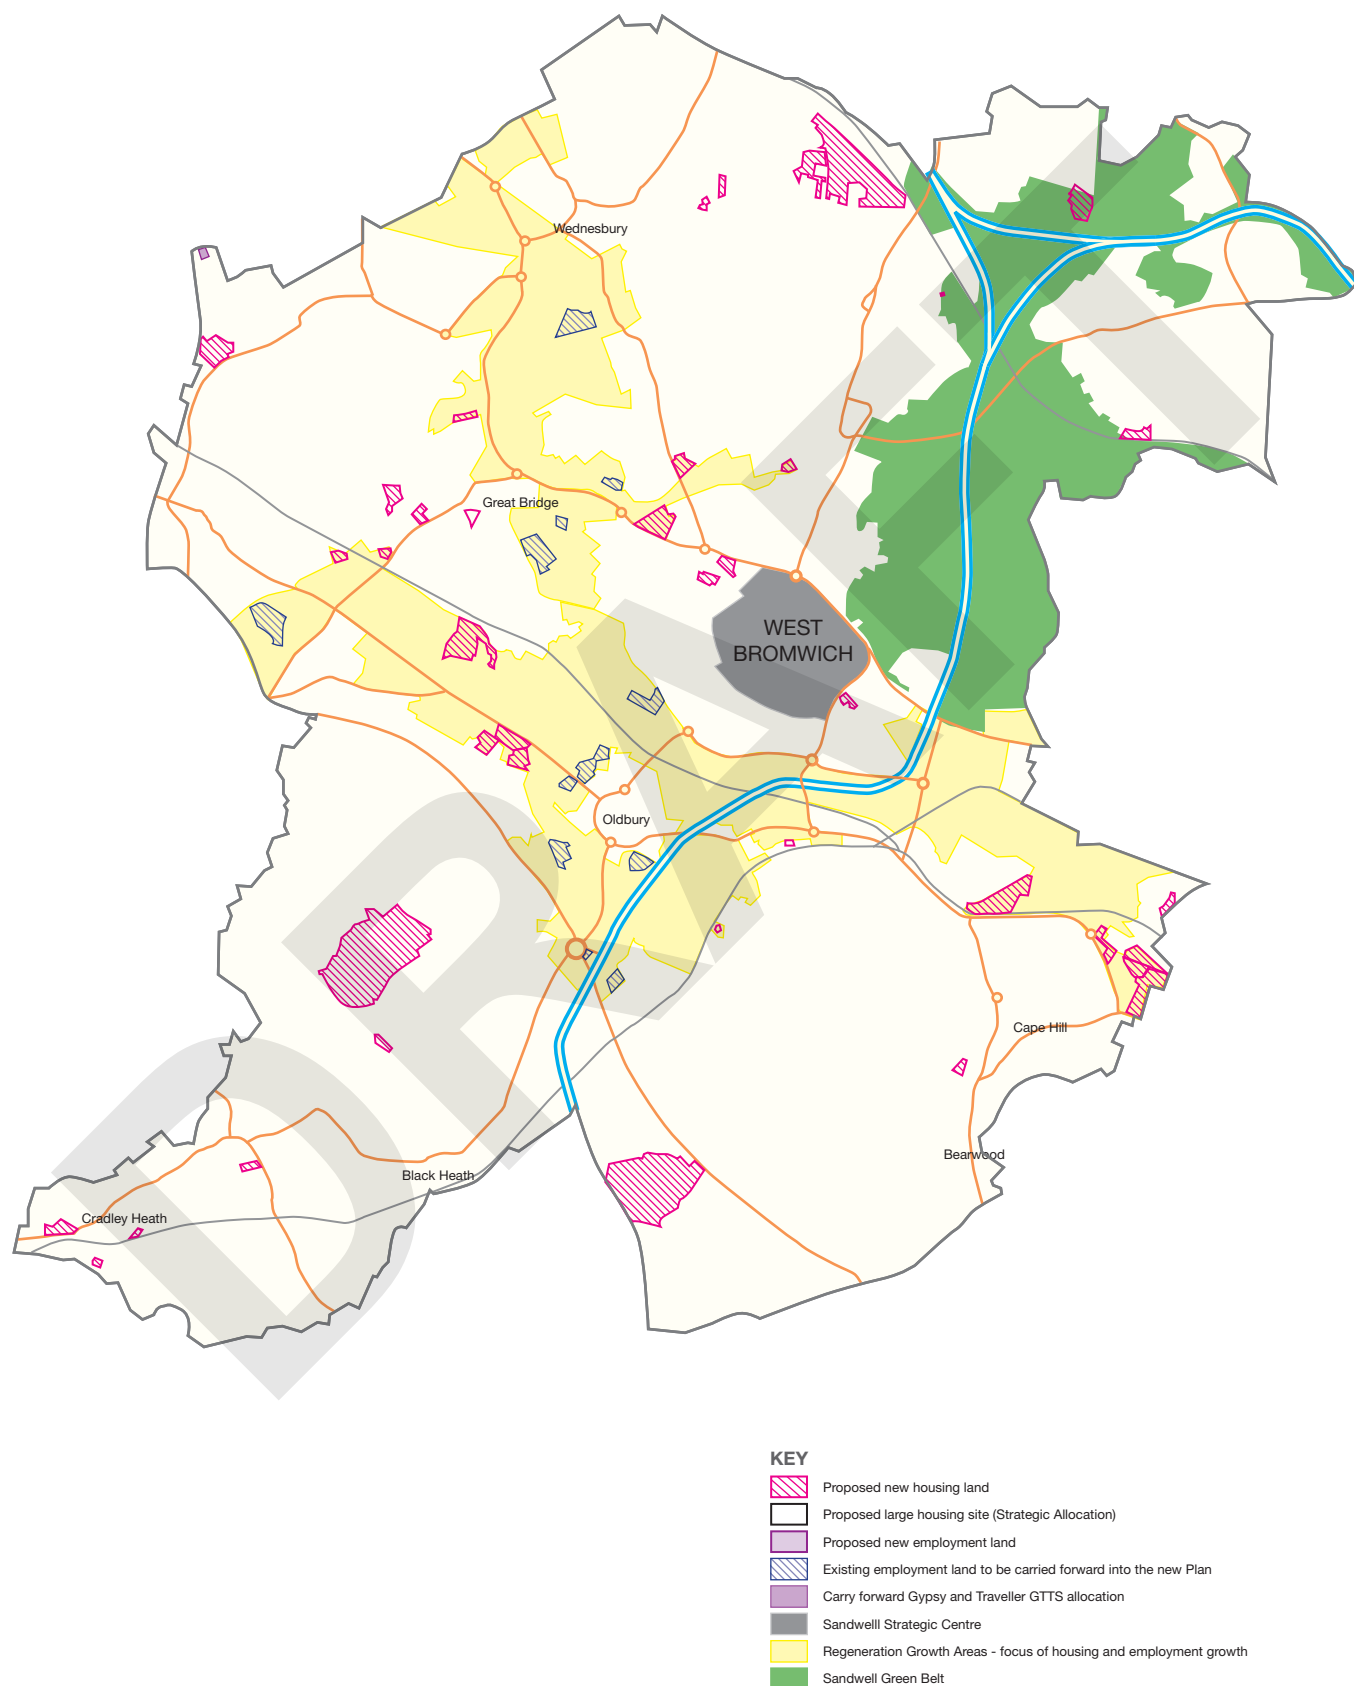 Wednesbury
Great Bridge
WEST
BROMWICH
Oldbury
Cape Hill
Bearwood
Black Heath
Cradley Heath
DRAFT
KEY
Proposed new housing land
Proposed large housing site (Strategic Allocation)
Proposed new employment land
Existing employment land to be carried forward into the new Plan
Carry forward Gypsy and Traveller GTTS allocation
Sandwelll Strategic Centre
Regeneration Growth Areas - focus of housing and employment growth
Sandwell Green Belt